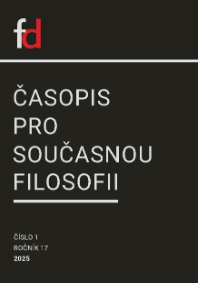 fd
ČASOPIS
PRO
SOUČASNOU
FILOSOFII
ČÍSLO 1
ROČNÍK 17
2025